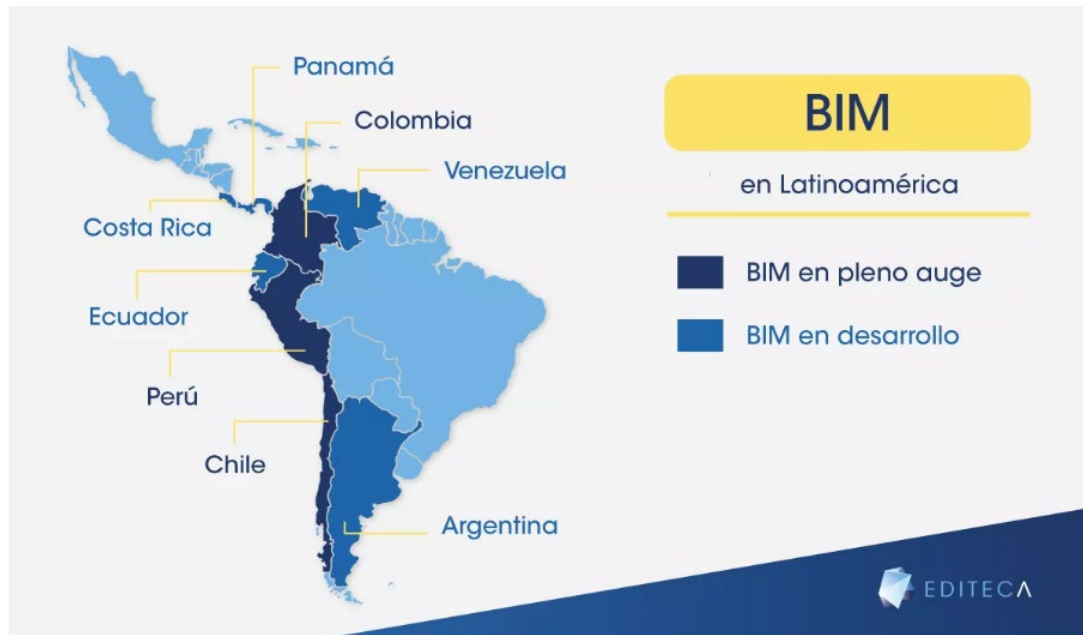 Panamá
Colombia
Venezuela
Costa Rica
Ecuador
Perú
Chile
Argentina
BIM
en Latinoamérica
BIM en pleno auge
BIM en desarrollo
EDITECA